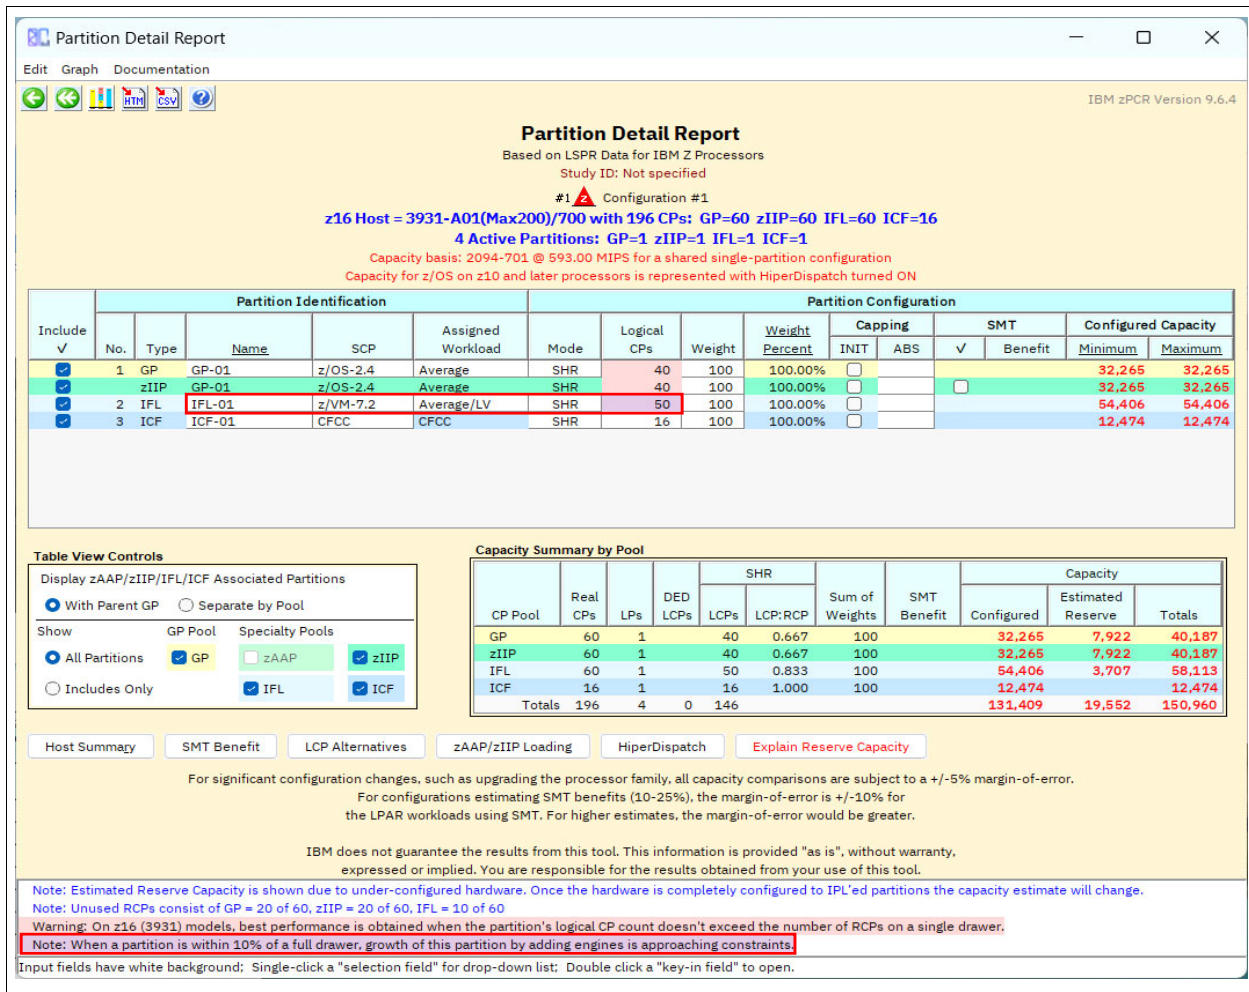 Partition Detail Report
Edit Graph Documentation
HTM CSV ?
IBM zPCR Version 9.6.4
Partition Detail Report
Based on LSPR Data for IBM Z Processors
Study ID: Not specified
#1 z Configuration #1
z16 Host = 3931-A01(Max200)/700 with 196 CPs: GP=60 zIIP=60 IFL=60 ICF=16
4 Active Partitions: GP=1 zIIP=1 IFL=1 ICF=1
Capacity basis: 2094-701 @ 593.00 MIPS for a shared single-partition configuration
Capacity for z/OS on z10 and later processors is represented with HiperDispatch turned ON
Partition Identification Partition Configuration
Include √ No. Type Name SCP Assigned Workload Mode Logical CPs Weight Weight Percent Capping INIT ABS SMT √ Benefit Configured Capacity Minimum Maximum
1 GP GP-01 z/OS-2.4 Average SHR 40 100 100.00% 32,265 32,265
zIIP GP-01 z/OS-2.4 Average SHR 40 100 100.00% 32,265 32,265
2 IFL IFL-01 z/VM-7.2 Average/LV SHR 50 100 100.00% 54,406 54,406
3 ICF ICF-01 CFCC CFCC SHR 16 100 100.00% 12,474 12,474
Table View Controls
Display zAAP/zIIP/IFL/ICF Associated Partitions
With Parent GP Separate by Pool
Show GP Pool Specialty Pools
All Partitions GP zAAP zIIP
Includes Only IFL ICF
Capacity Summary by Pool
CP Pool Real CPs LPs DED LCPs SHR LCPs LCP:RCP Sum of Weights SMT Benefit Capacity Configured Estimated Reserve Totals
GP 60 1 40 0.667 100 32,265 7,922 40,187
zIIP 60 1 40 0.667 100 32,265 7,922 40,187
IFL 60 1 50 0.833 100 54,406 3,707 58,113
ICF 16 1 16 1.000 100 12,474 12,474
Totals 196 4 0 146 131,409 19,552 150,960
Host Summary SMT Benefit LCP Alternatives zAAP/zIIP Loading HiperDispatch Explain Reserve Capacity
For significant configuration changes, such as upgrading the processor family, all capacity comparisons are subject to a +/-5% margin-of-error.
For configurations estimating SMT benefits (10-25%), the margin-of-error is +/-10% for
the LPAR workloads using SMT. For higher estimates, the margin-of-error would be greater.
IBM does not guarantee the results from this tool. This information is provided "as is", without warranty,
expressed or implied. You are responsible for the results obtained from your use of this tool.
Note: Estimated Reserve Capacity is shown due to under-configured hardware. Once the hardware is completely configured to IPL'ed partitions the capacity estimate will change.
Note: Unused RCPs consist of GP = 20 of 60, zIIP = 20 of 60, IFL = 10 of 60
Warning: On z16 (3931) models, best performance is obtained when the partition's logical CP count doesn't exceed the number of RCPs on a single drawer.
Note: When a partition is within 10% of a full drawer, growth of this partition by adding engines is approaching constraints.
Input fields have white background; Single-click a "selection field" for drop-down list; Double click a "key-in field" to open.